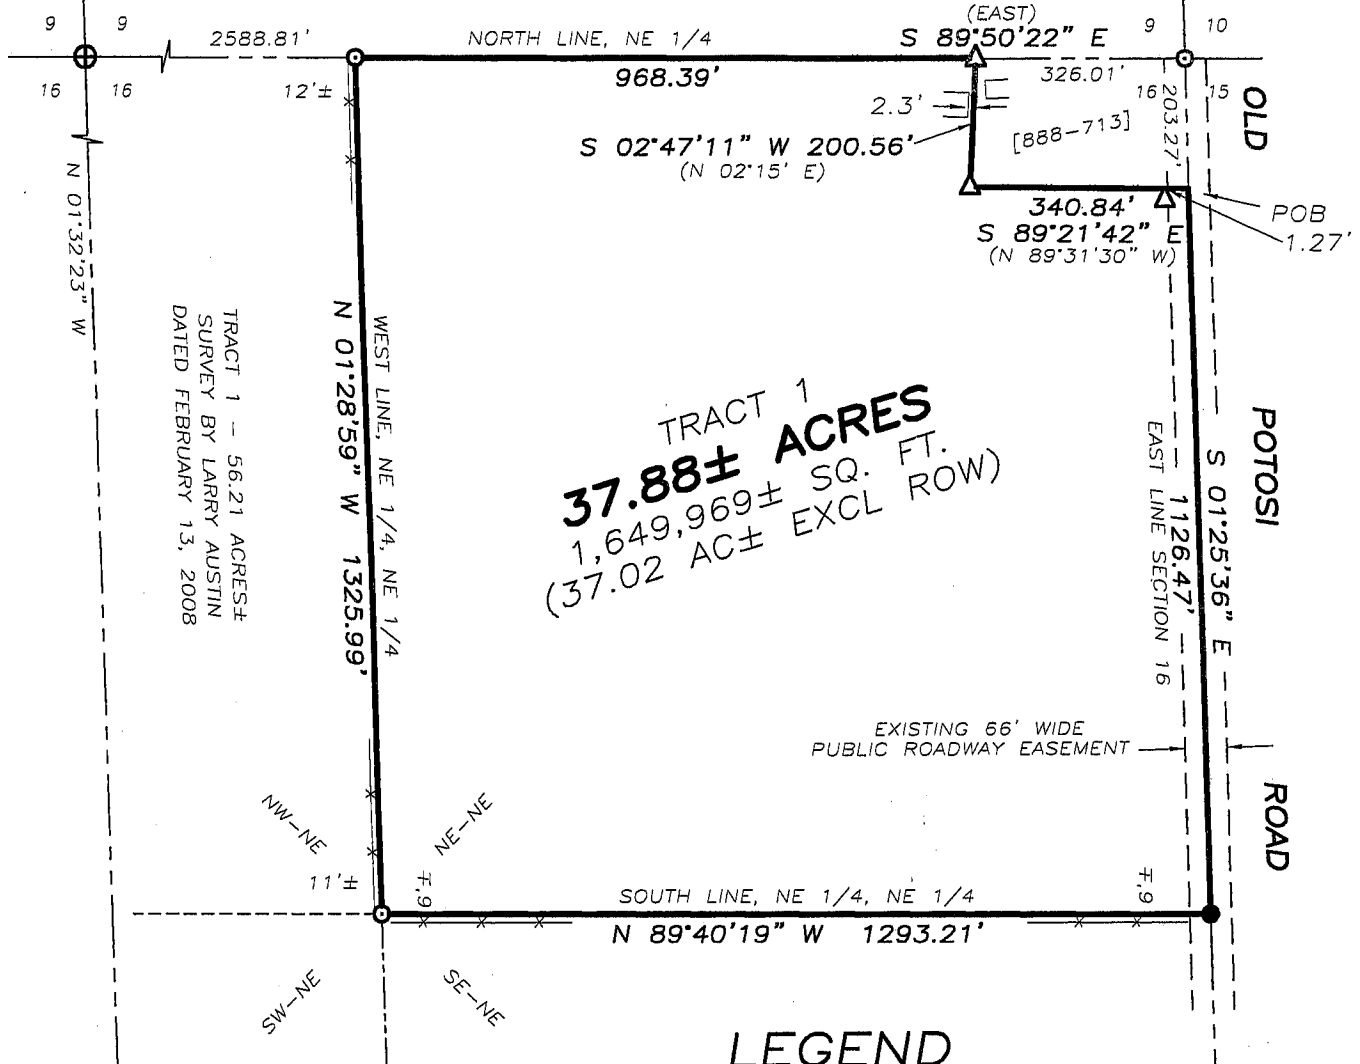 9
9
2588.81'
NORTH LINE, NE 1/4
(EAST)
S 89°50'22" E
9
10
16
16
12'±
968.39'
326.01'
16
15
2.3'
[888-713]
203.27'
S 02°47'11" W 200.56'
(N 02°15' E)
340.84'
S 89°21'42" E
(N 89°31'30" W)
POB
1.27'
OLD
POTOSI
ROAD
N 01°32'23" W
TRACT 1 - 56.21 ACRES±
SURVEY BY LARRY AUSTIN
DATED FEBRUARY 13, 2008
WEST LINE, NE 1/4, NE 1/4
N 01°28'59" W 1325.99'
TRACT 1
37.88± ACRES
1,649,969± SQ. FT.
(37.02 AC± EXCL ROW)
S 01°25'36" E
1126.47'
EAST LINE SECTION 16
EXISTING 66' WIDE
PUBLIC ROADWAY EASEMENT
NW-NE
NE-NE
11'±
6'±
6'±
SOUTH LINE, NE 1/4, NE 1/4
N 89°40'19" W 1293.21'
SW-NE
SE-NE
LEGEND